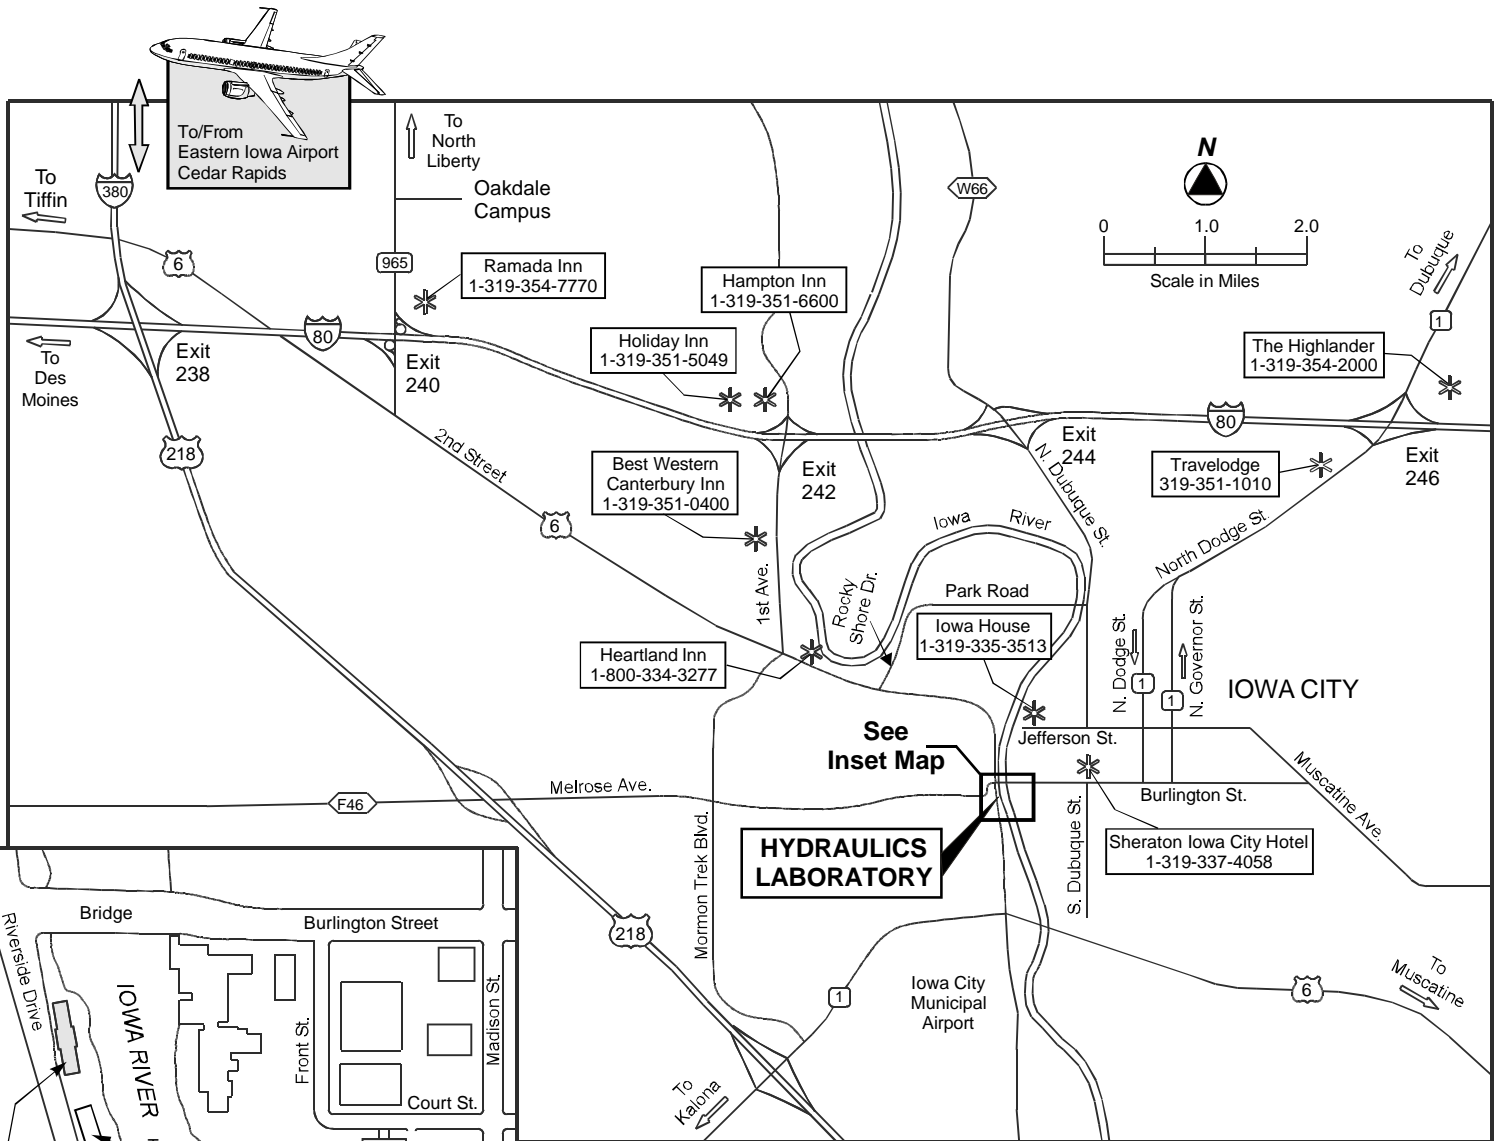 To/From
Eastern Iowa Airport
Cedar Rapids
To
North
Liberty
N
To
Tiffin
380
Oakdale
Campus
W66
0 1.0 2.0
Scale in Miles
To
Dubuque
6
965
Ramada Inn
1-319-354-7770
Hampton Inn
1-319-351-6600
1
80
Holiday Inn
1-319-351-5049
The Highlander
1-319-354-2000
To
Des
Moines
Exit
238
Exit
240
80
218
2nd Street
Exit
244
Exit
246
Best Western
Canterbury Inn
1-319-351-0400
Exit
242
N. Dubuque St.
Travelodge
319-351-1010
6
Iowa River
North Dodge St.
1st Ave.
Rocky
Shore Dr.
Park Road
Iowa House
1-319-335-3513
N. Dodge St.
N. Governor St.
Heartland Inn
1-800-334-3277
1
1
IOWA CITY
See
Inset Map
Jefferson St.
Muscatine Ave.
F46
Melrose Ave.
Burlington St.
HYDRAULICS
LABORATORY
Mormon Trek Blvd.
S. Dubuque St.
Sheraton Iowa City Hotel
1-319-337-4058
218
1
Iowa City
Municipal
Airport
6
To
Muscatine
To
Kalona
Bridge
Burlington Street
Riverside Drive
IOWA RIVER
Front St.
Madison St.
Court St.